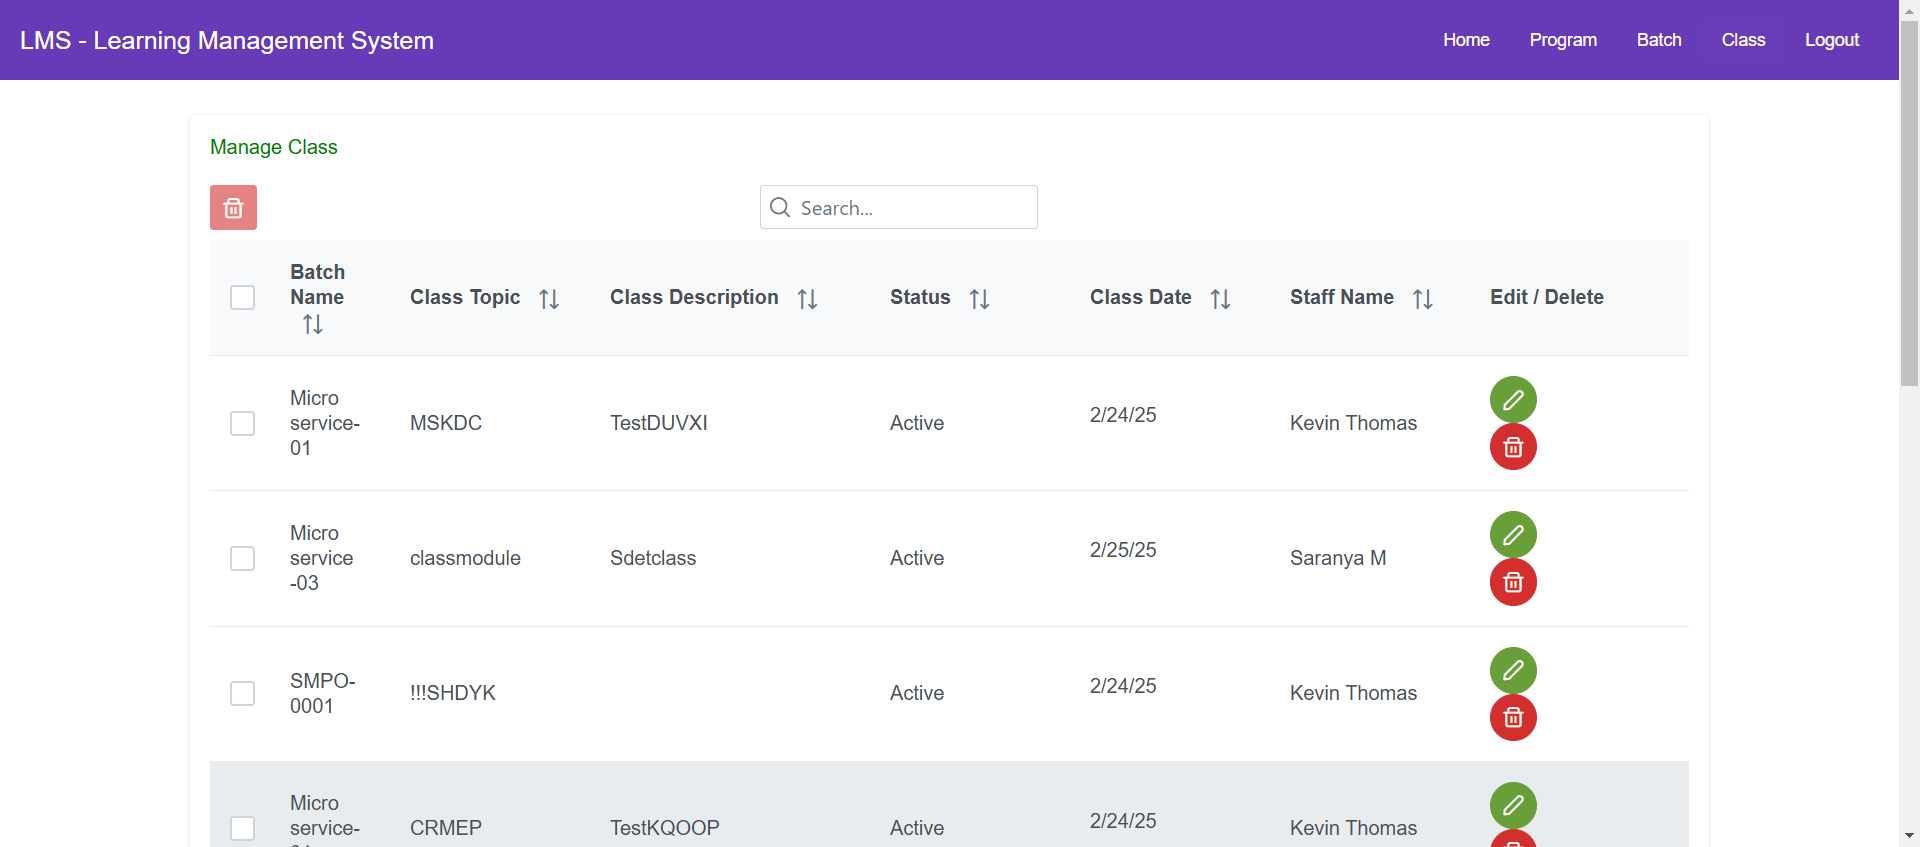 LMS - Learning Management System
Home Program Batch Class Logout
Manage Class
Search...
Batch
Name
Class Topic Class Description Status Class Date Staff Name Edit / Delete
Micro
service-
01
MSKDC TestDUVXI Active 2/24/25 Kevin Thomas
Micro
service
-03
classmodule Sdetclass Active 2/25/25 Saranya M
SMPO-
0001
!!!SHDYK Active 2/24/25 Kevin Thomas
Micro
service-
CRMEP TestKQOOP Active 2/24/25 Kevin Thomas